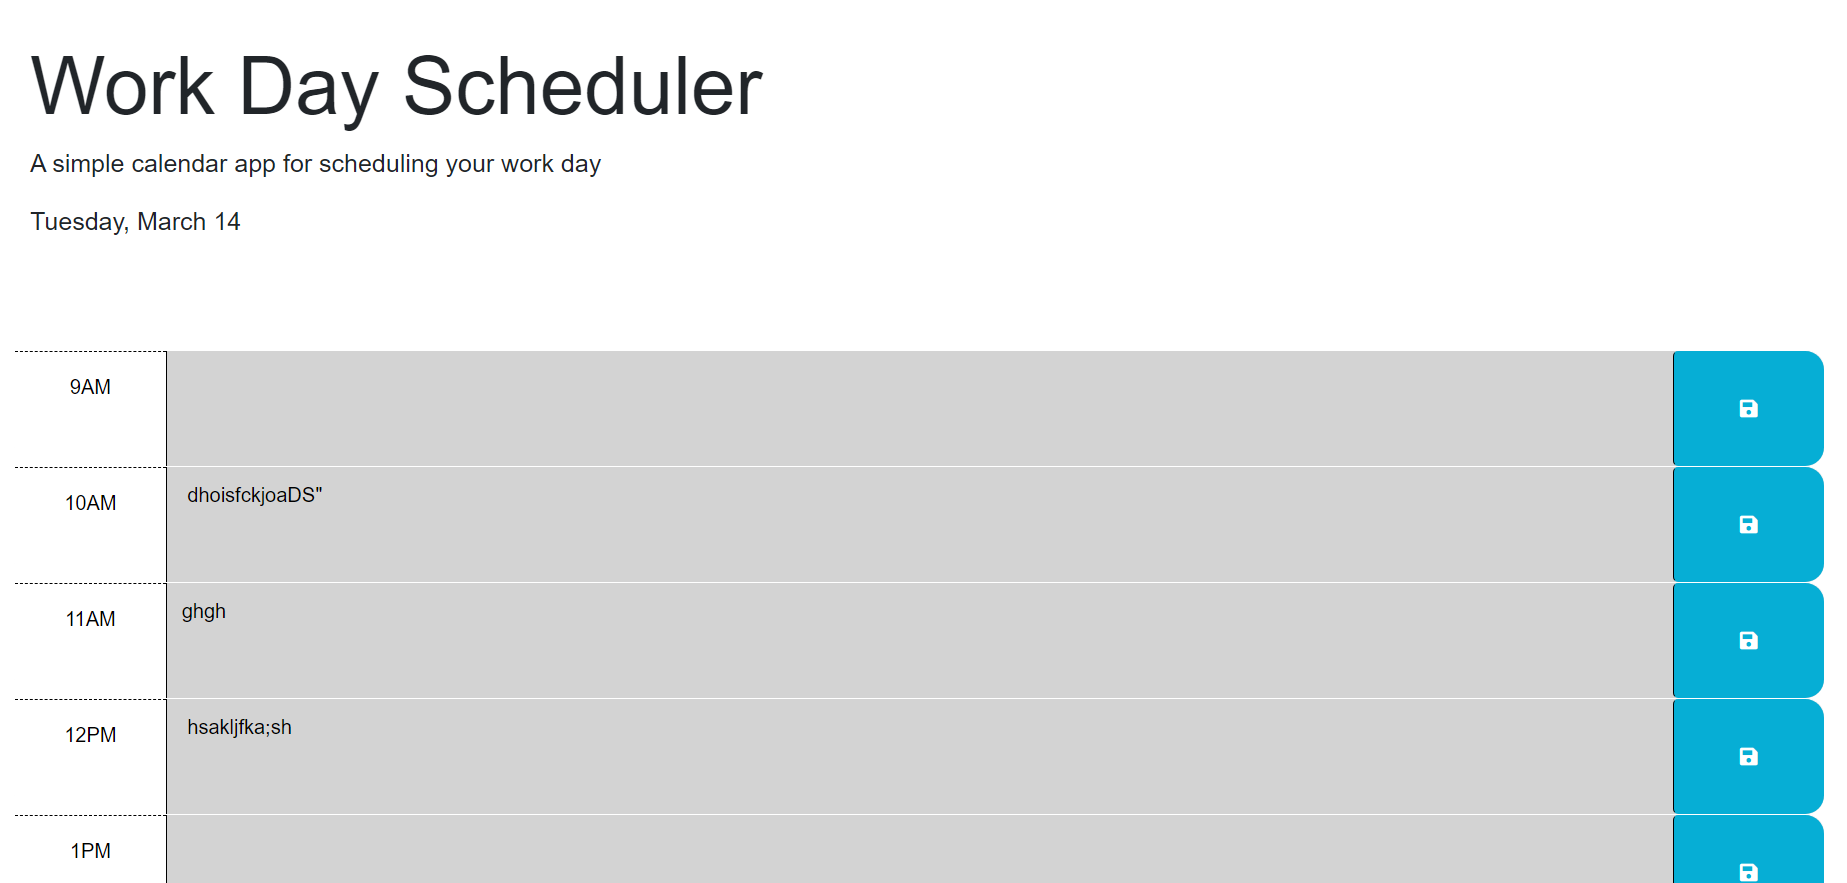 Work Day Scheduler
A simple calendar app for scheduling your work day
Tuesday, March 14
9AM
10AM dhoisfckjoaDS"
11AM ghgh
12PM hsakljfka;sh
1PM